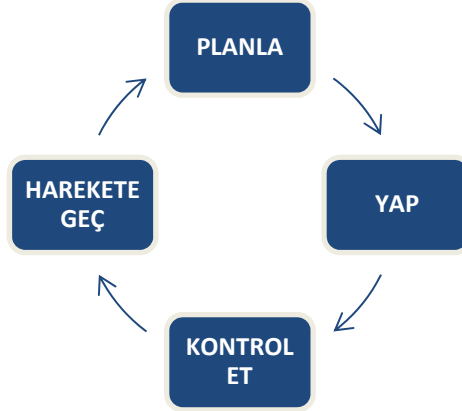 PLANLA
YAP
KONTROL
ET
HAREKETE
GEÇ